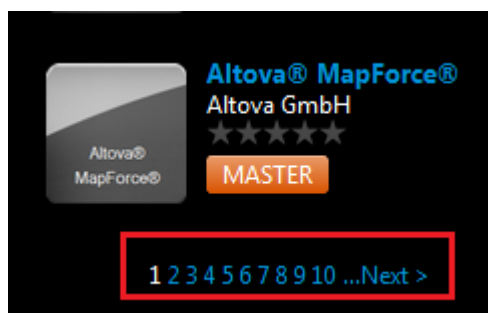 Altova® MapForce®
Altova GmbH
Altova®
MapForce®
MASTER
1 2 3 4 5 6 7 8 9 10 ...Next >